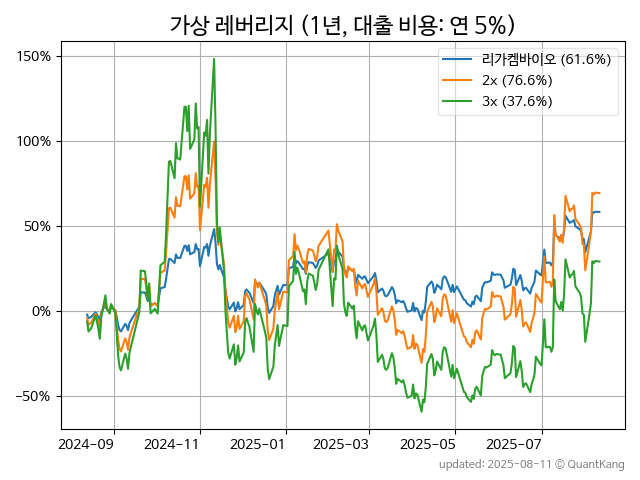 가상 레버리지 (1년, 대출 비용: 연 5%)
리가켐바이오 (61.6%)
2x (76.6%)
3x (37.6%)
150%
100%
50%
0%
−50%
2024−09 2024−11 2025−01 2025−03 2025−05 2025−07
updated: 2025-08-11 © QuantKang